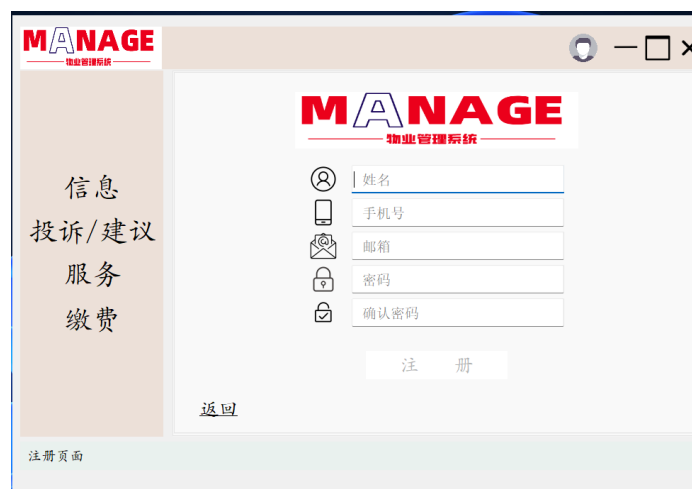 MANAGE
物业管理系统
MANAGE
物业管理系统
信息
投诉/建议
服务
缴费
姓名
手机号
邮箱
密码
确认密码
注 册
返回
注册页面